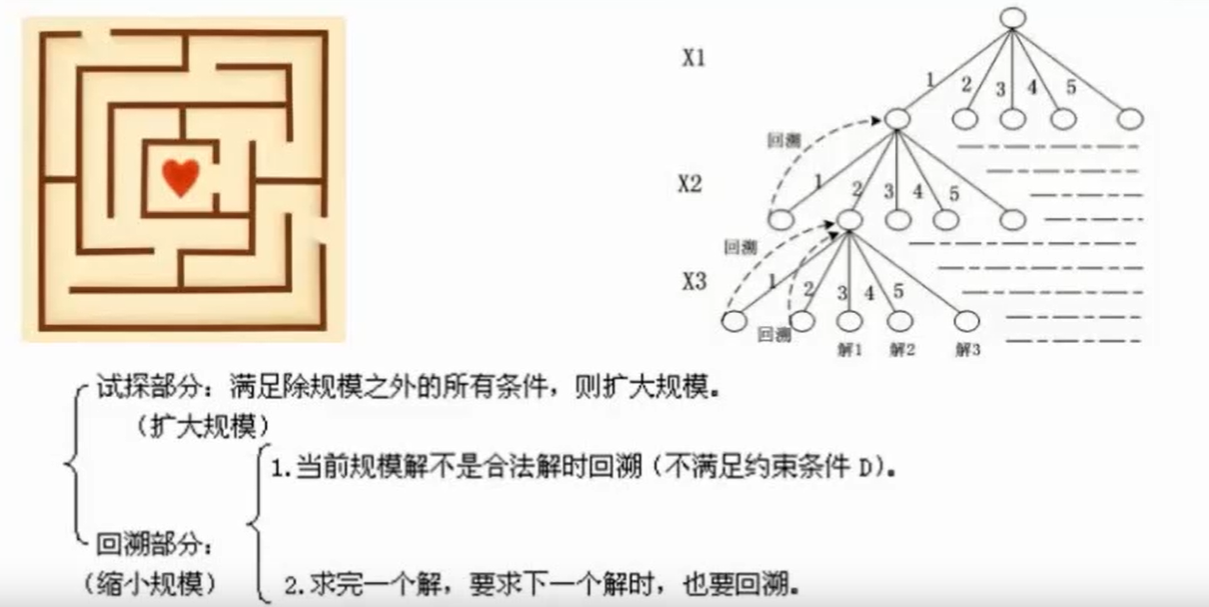 X1
1 2 3 4 5
回溯
X2
1 2 3 4 5
回溯
X3
1 2 3 4 5
回溯
解1 解2 解3
试探部分：满足除规模之外的所有条件，则扩大规模。
（扩大规模）
1.当前规模解不是合法解时回溯（不满足约束条件 D）。
回溯部分：
（缩小规模） 2.求完一个解，要求下一个解时，也要回溯。